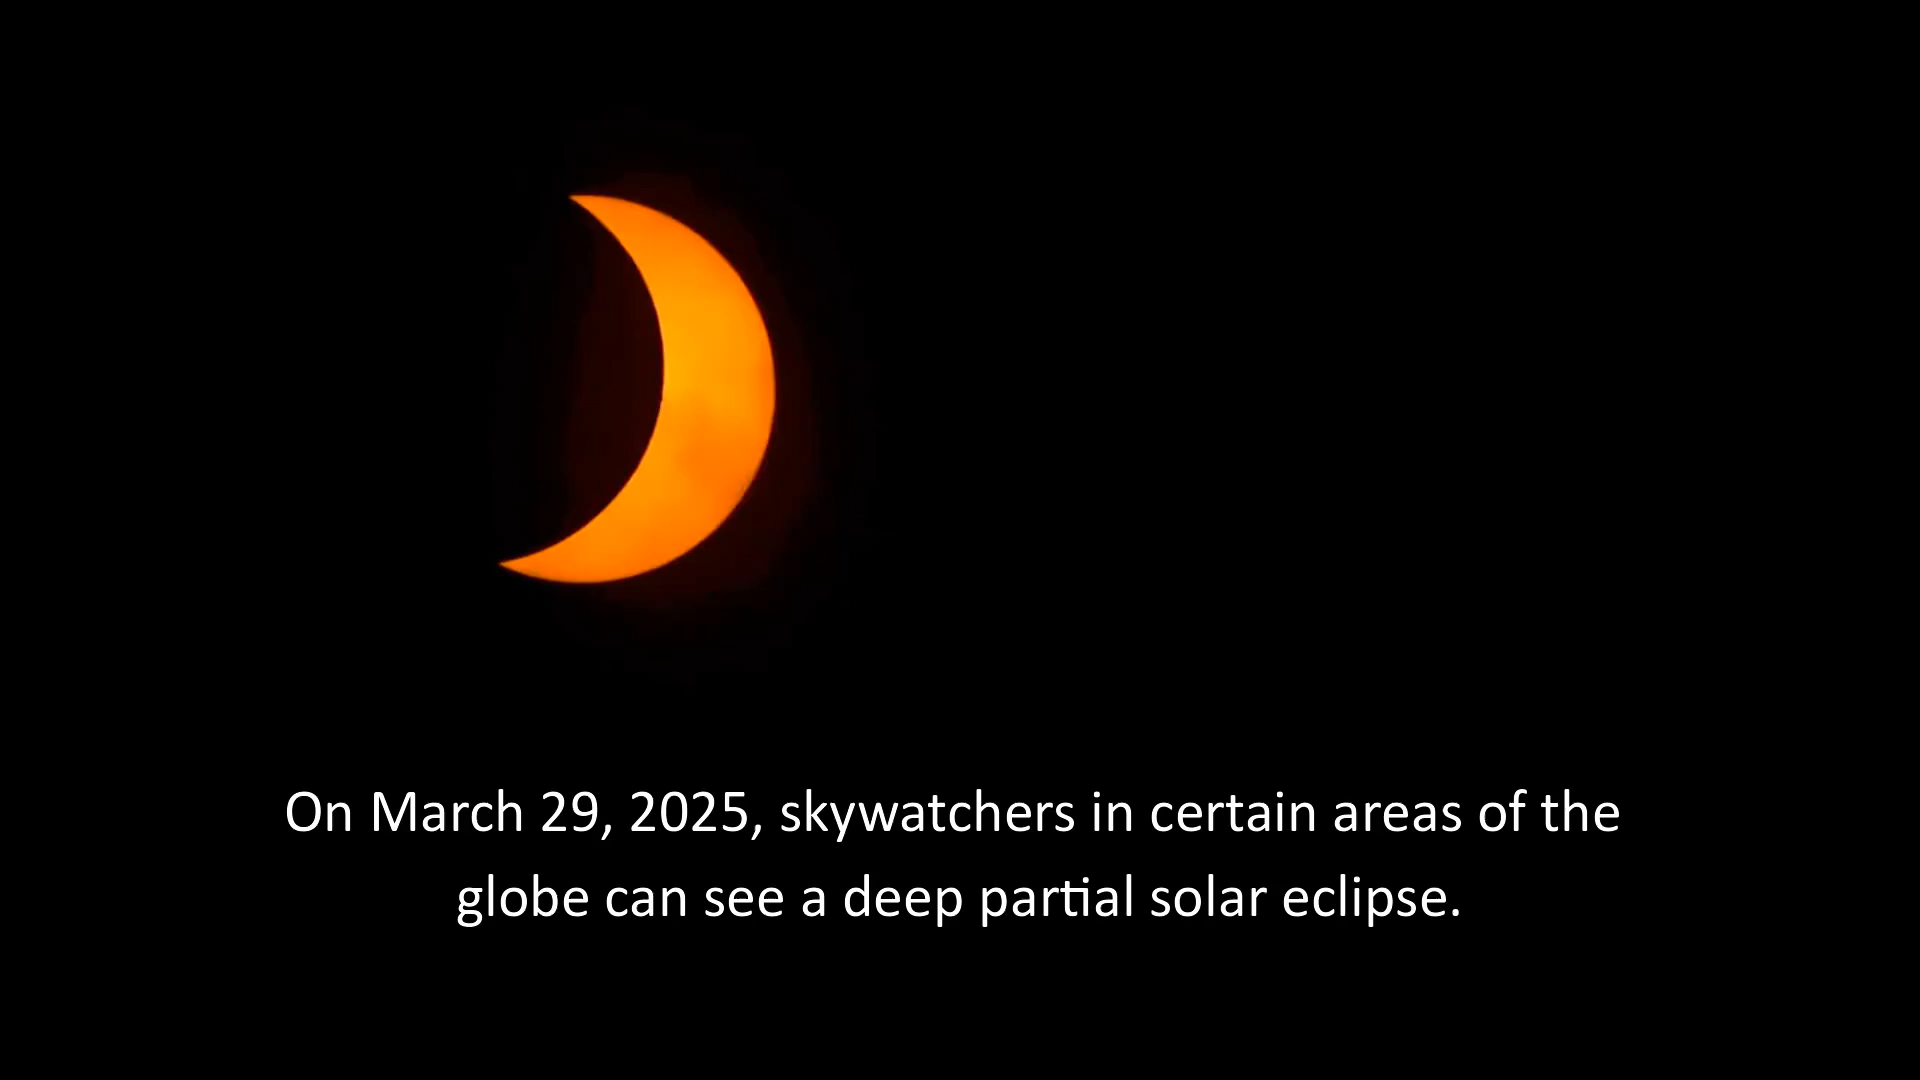 On March 29, 2025, skywatchers in certain areas of the
globe can see a deep partial solar eclipse.